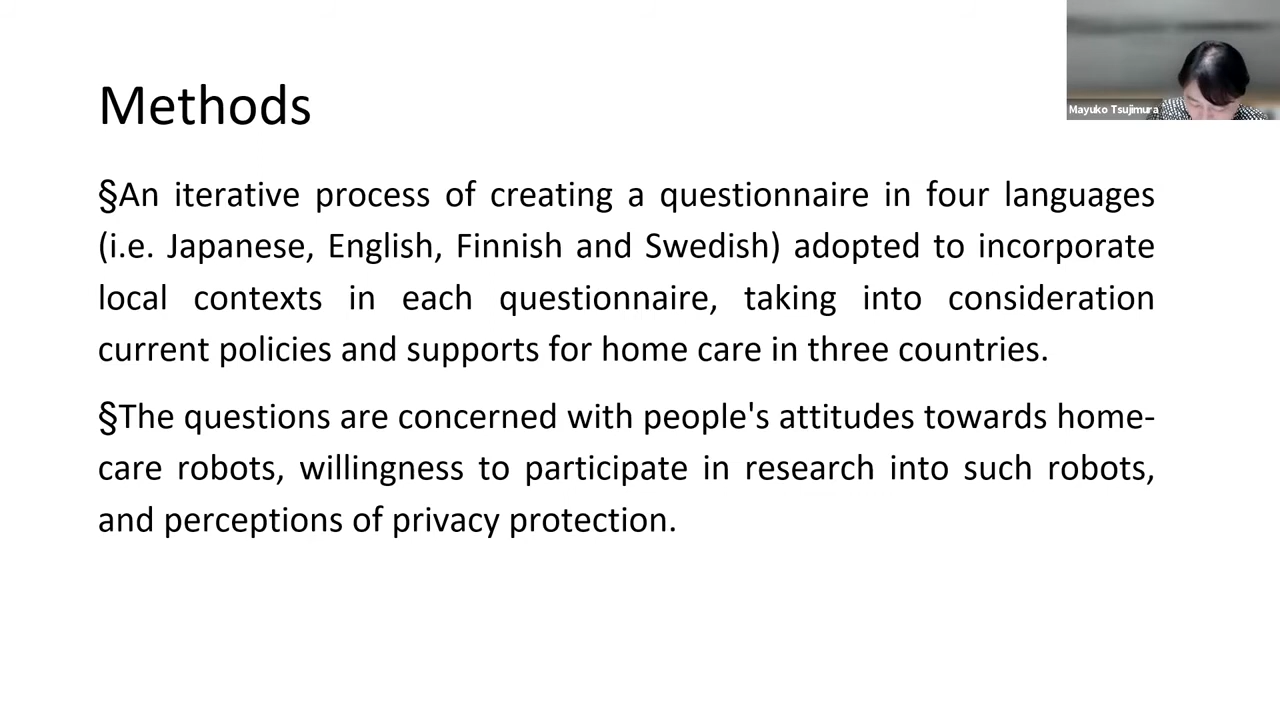 Mayuko Tsujimura
Methods
§An iterative process of creating a questionnaire in four languages
(i.e. Japanese, English, Finnish and Swedish) adopted to incorporate
local contexts in each questionnaire, taking into consideration
current policies and supports for home care in three countries.
§The questions are concerned with people's attitudes towards home-
care robots, willingness to participate in research into such robots,
and perceptions of privacy protection.